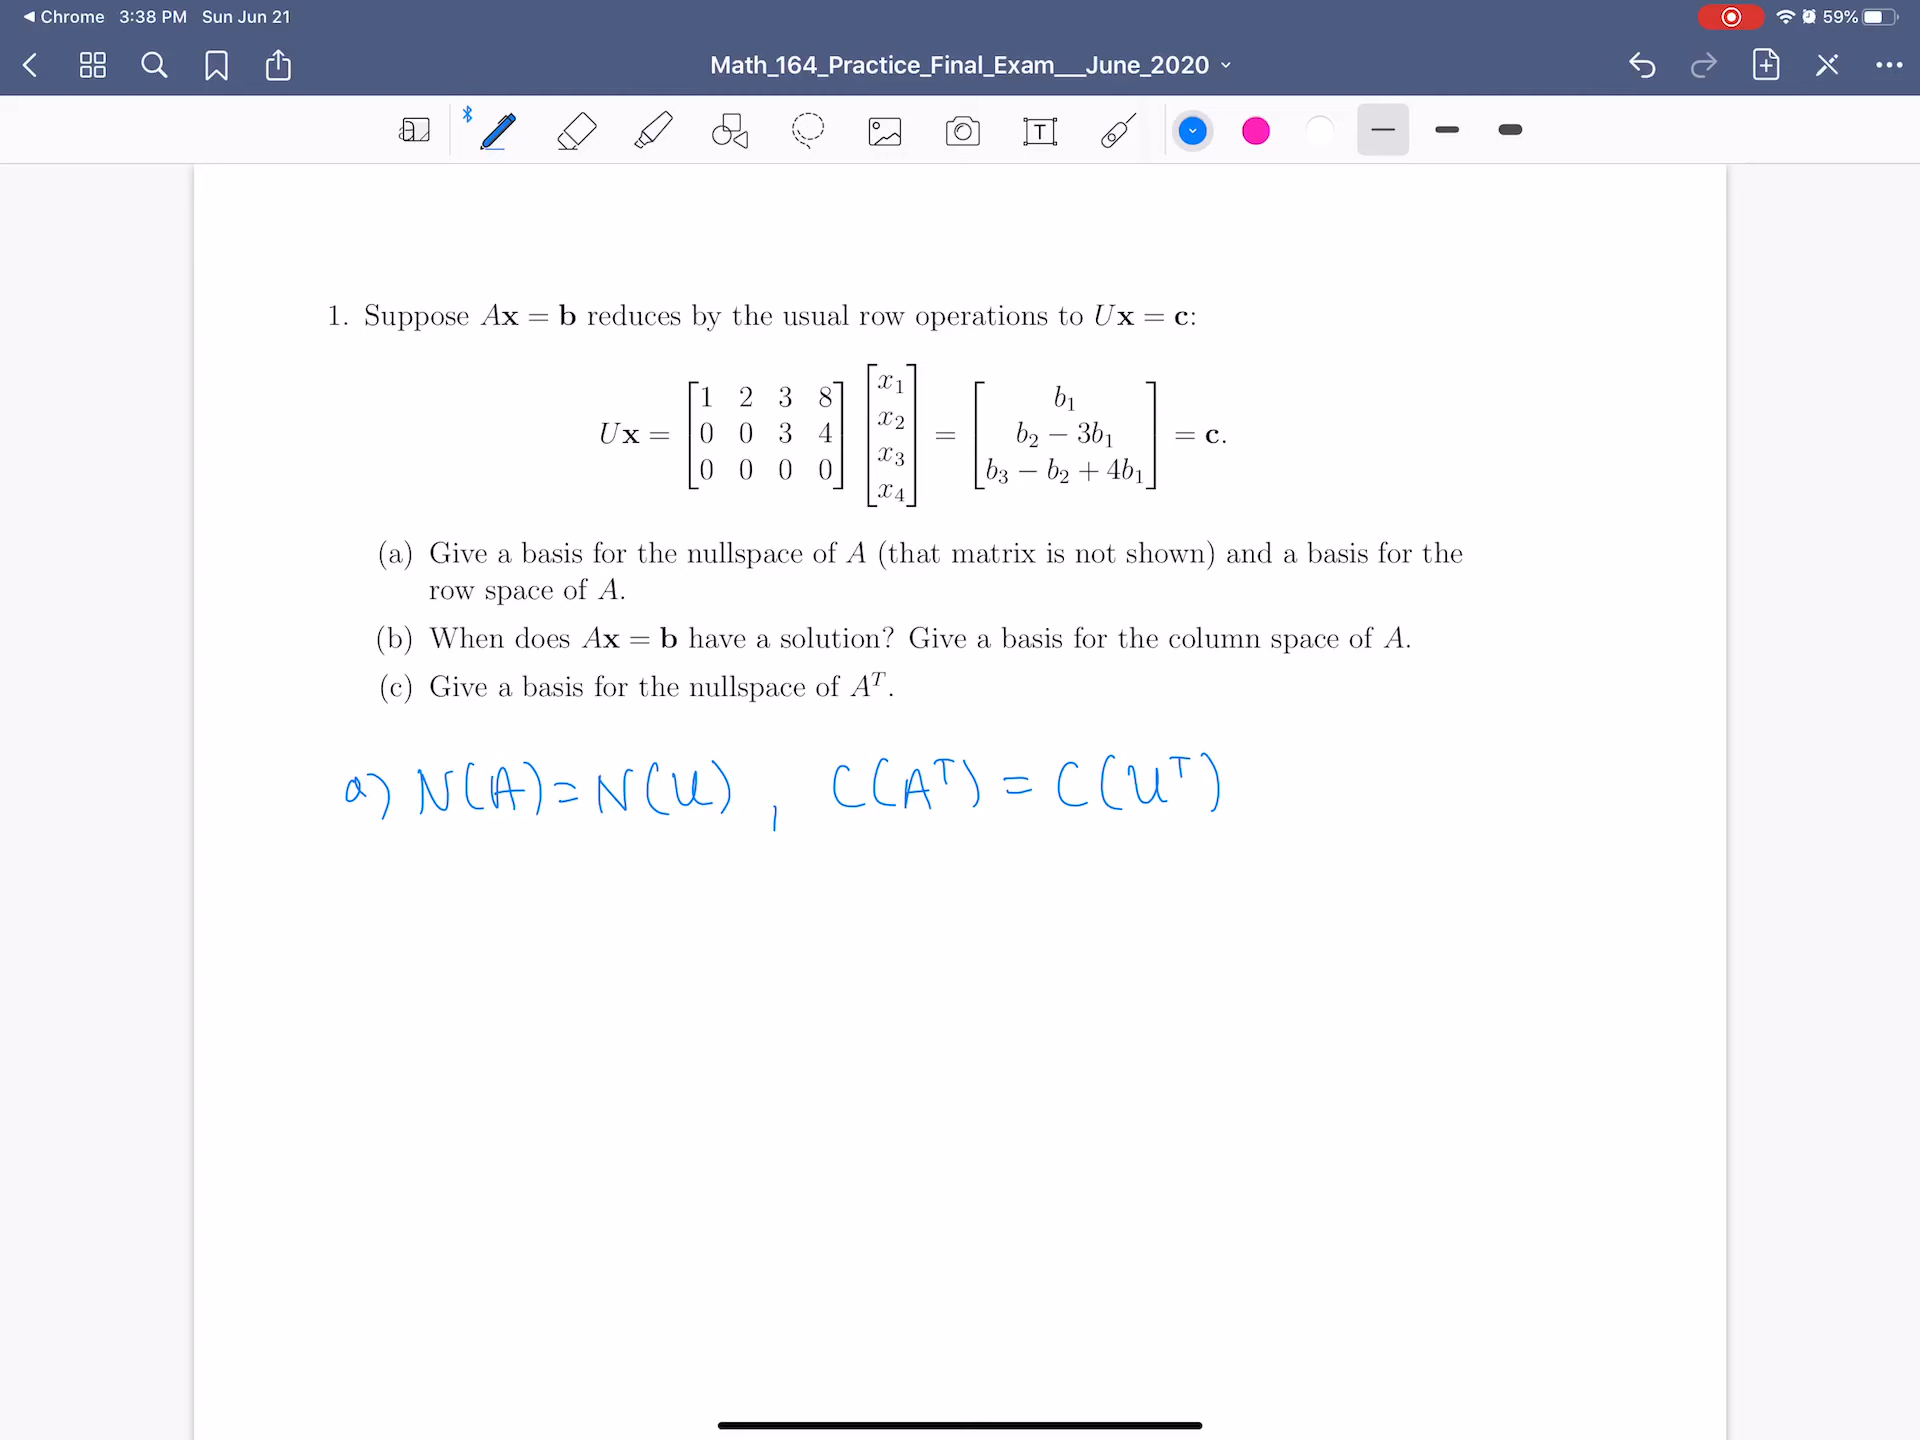 ◀ Chrome 3:38 PM Sun Jun 21 59%
Math_164_Practice_Final_Exam___June_2020
T
1. Suppose Ax = b reduces by the usual row operations to Ux = c:
Ux = [1 2 3 8; 0 0 3 4; 0 0 0 0] [x₁; x₂; x₃; x₄] = [b₁; b₂ − 3b₁; b₃ − b₂ + 4b₁] = c.
(a) Give a basis for the nullspace of A (that matrix is not shown) and a basis for the
row space of A.
(b) When does Ax = b have a solution? Give a basis for the column space of A.
(c) Give a basis for the nullspace of Aᵀ.
a) N(A) = N(U) , C(Aᵀ) = C(Uᵀ)